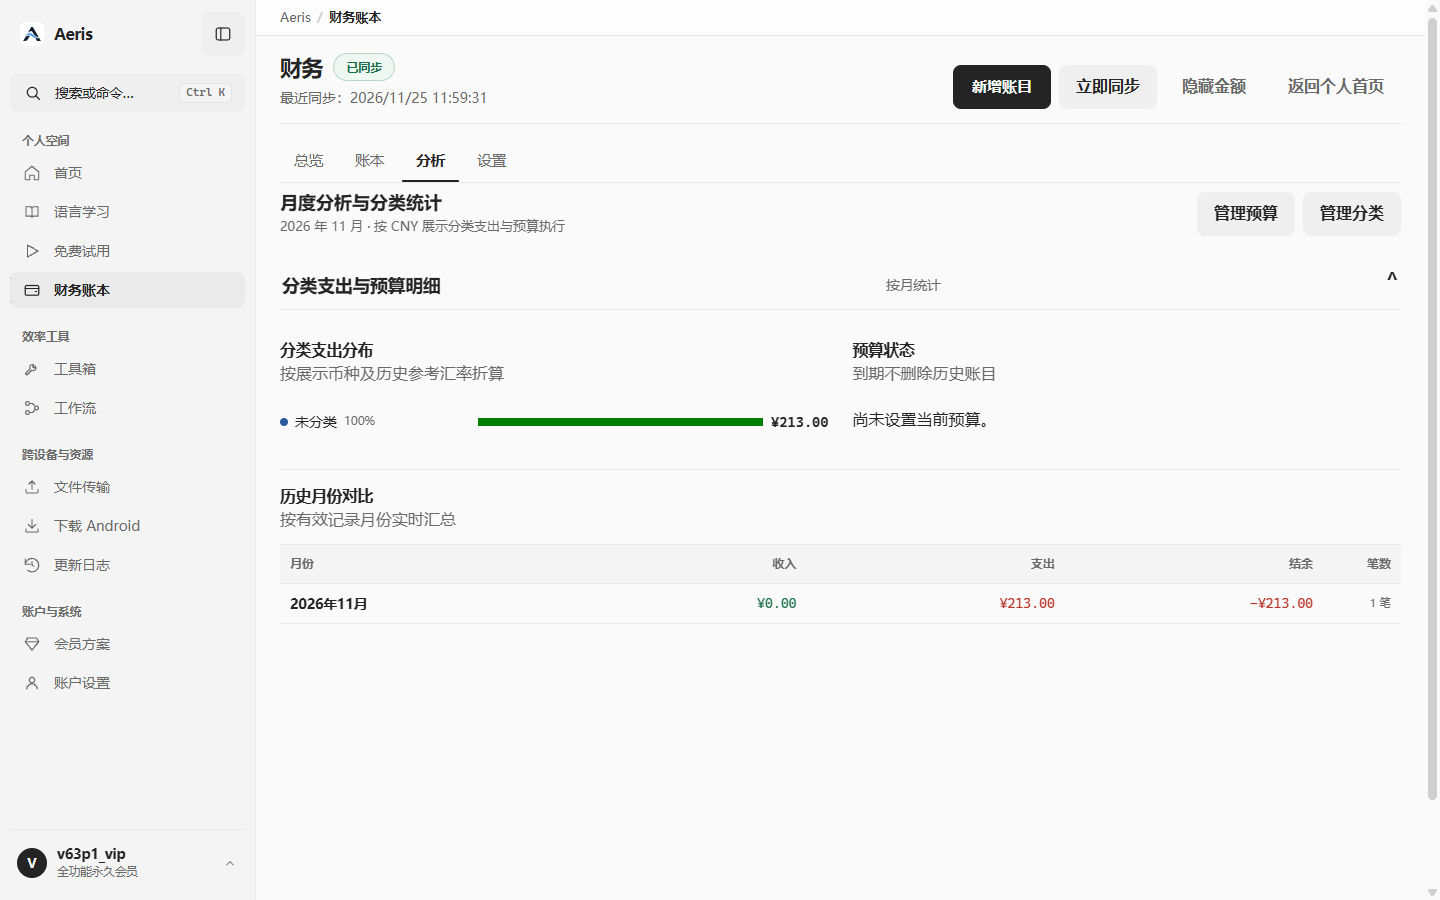 Aeris
搜索或命令... Ctrl K
个人空间
首页
语言学习
免费试用
财务账本
效率工具
工具箱
工作流
跨设备与资源
文件传输
下载 Android
更新日志
账户与系统
会员方案
账户设置
V
v63p1_vip
全功能永久会员
Aeris / 财务账本
财务 已同步
最近同步：2026/11/25 11:59:31
新增账目 立即同步 隐藏金额 返回个人首页
总览 账本 分析 设置
月度分析与分类统计
2026 年 11 月 · 按 CNY 展示分类支出与预算执行
管理预算 管理分类
分类支出与预算明细 按月统计
分类支出分布
按展示币种及历史参考汇率折算
未分类 100% ¥213.00
预算状态
到期不删除历史账目
尚未设置当前预算。
历史月份对比
按有效记录月份实时汇总
月份 收入 支出 结余 笔数
2026年11月 ¥0.00 ¥213.00 −¥213.00 1 笔